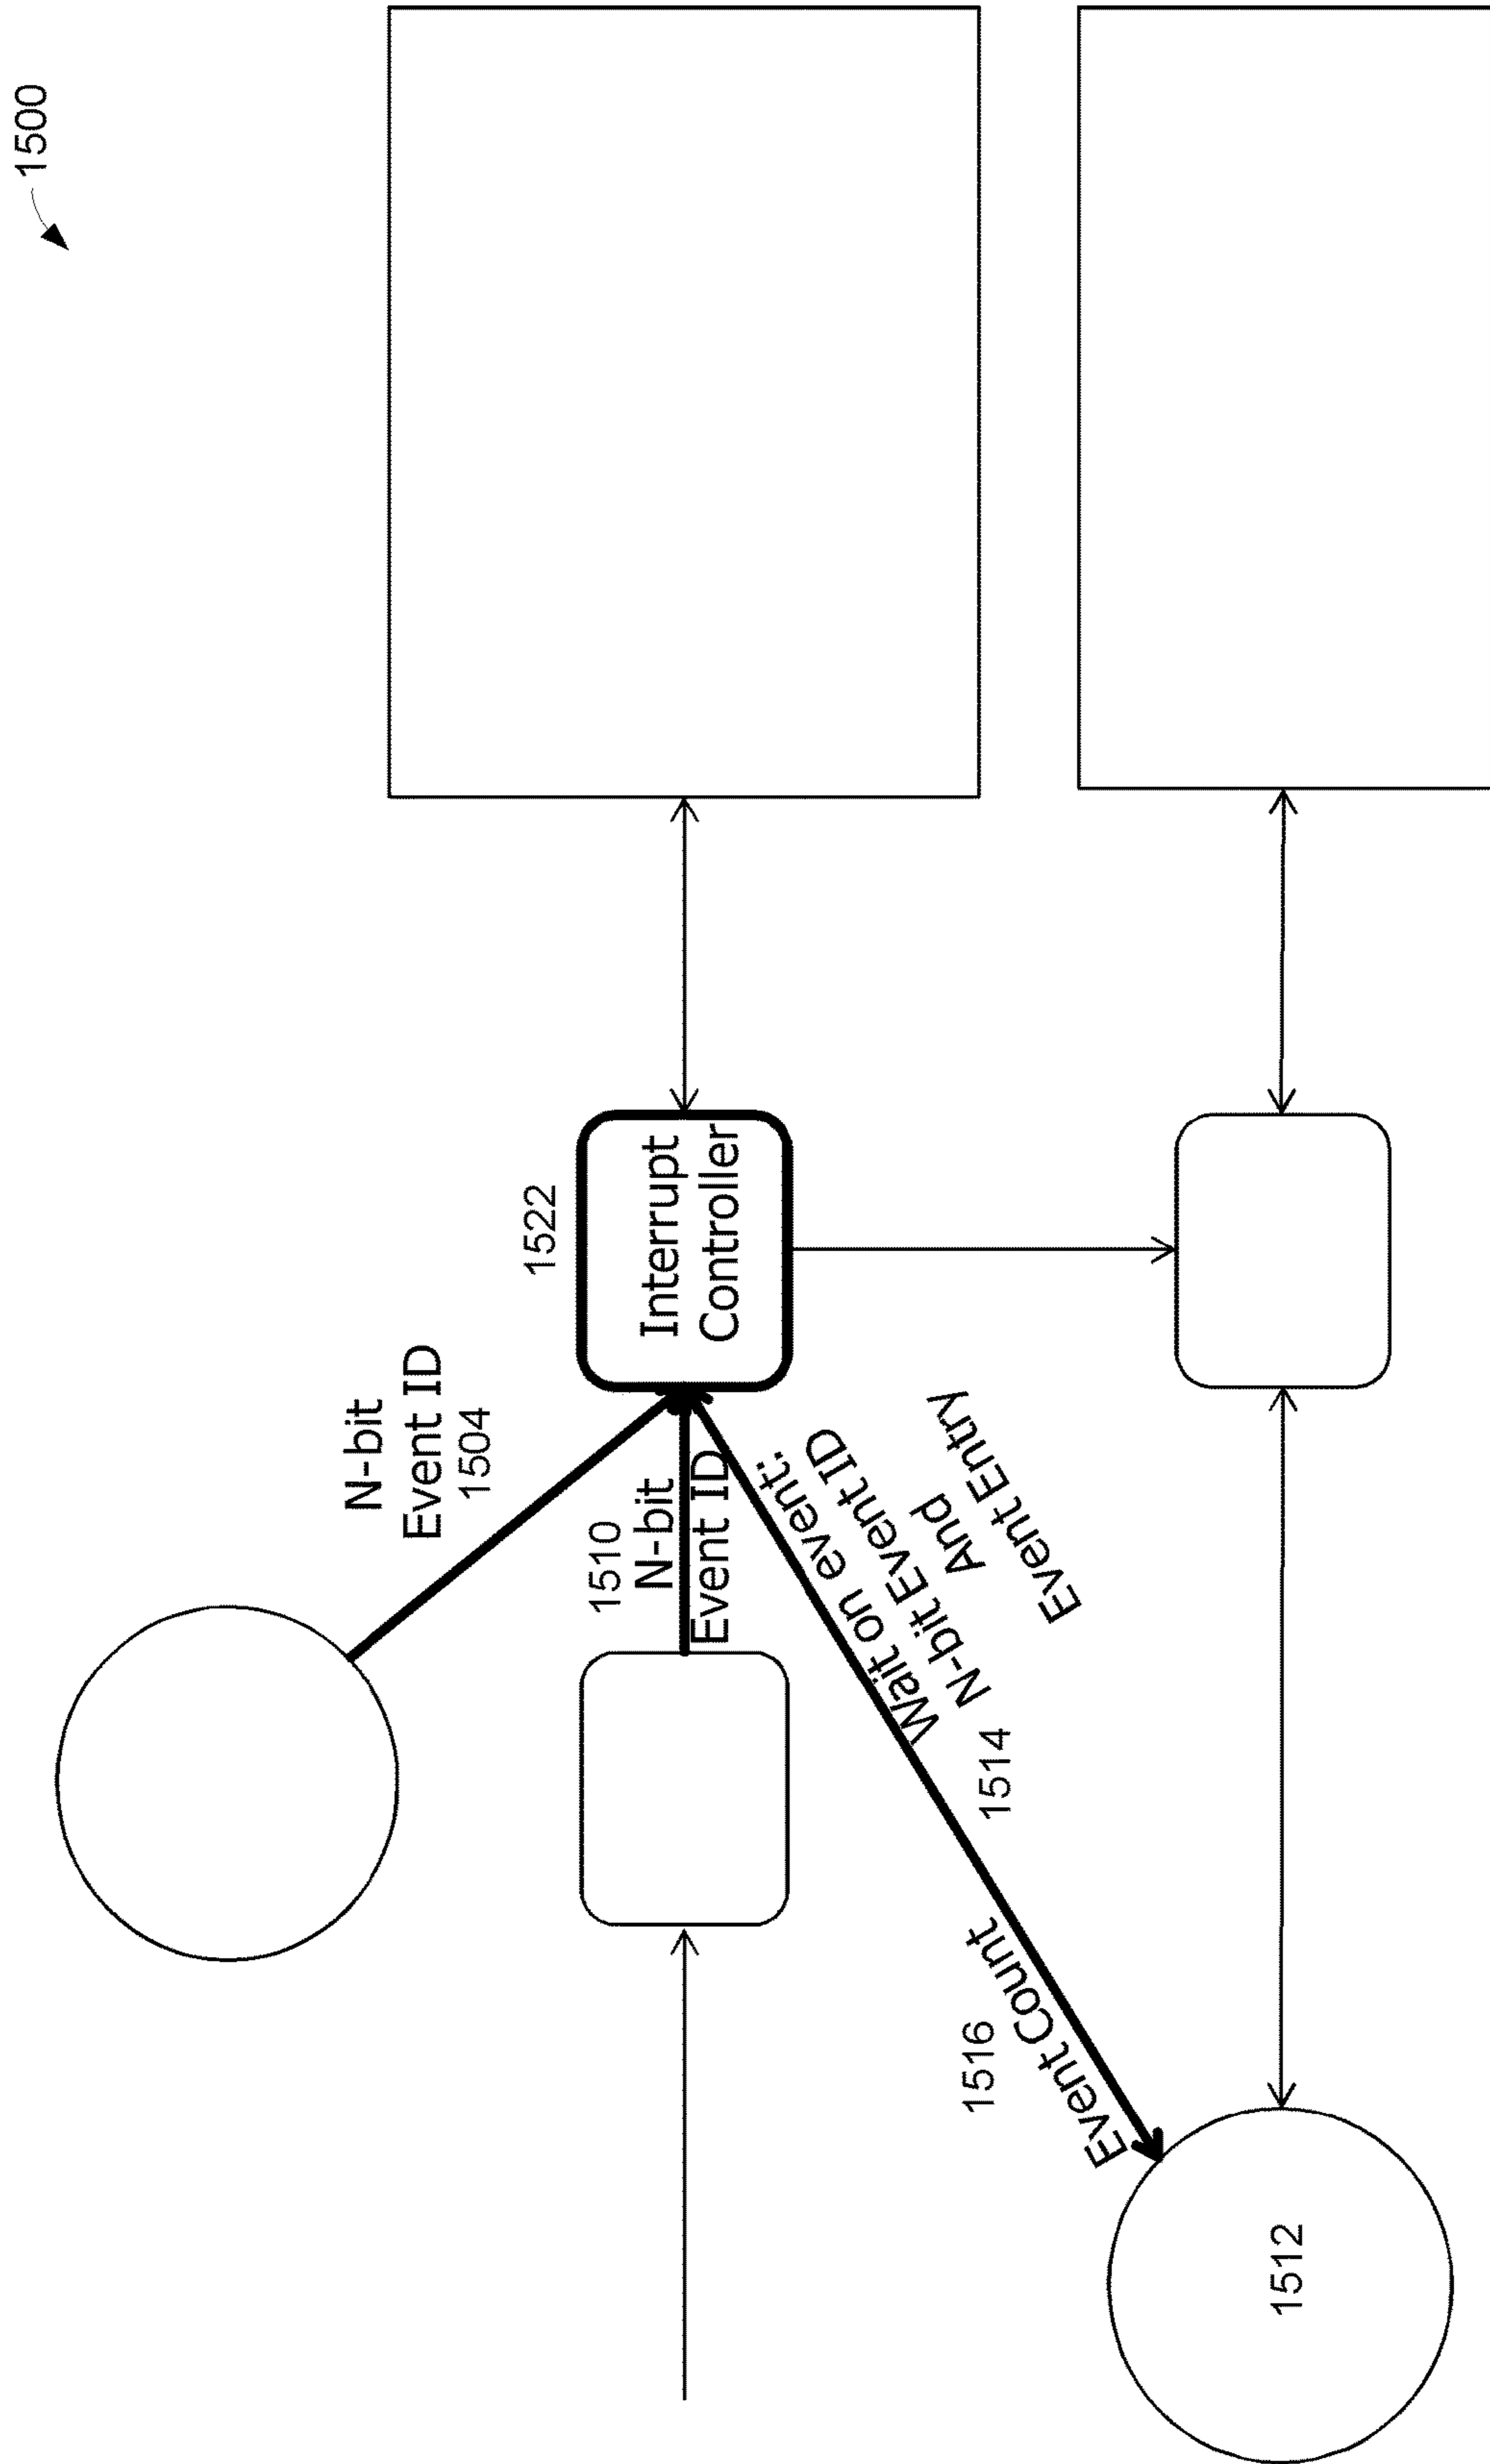 1500
N-bit
Event ID
1504
1522
Interrupt
Controller
1510
N-bit
Event ID
Wait on event:
N-bit Event ID
And
Event Entry
1514
1516
Event Count
1512